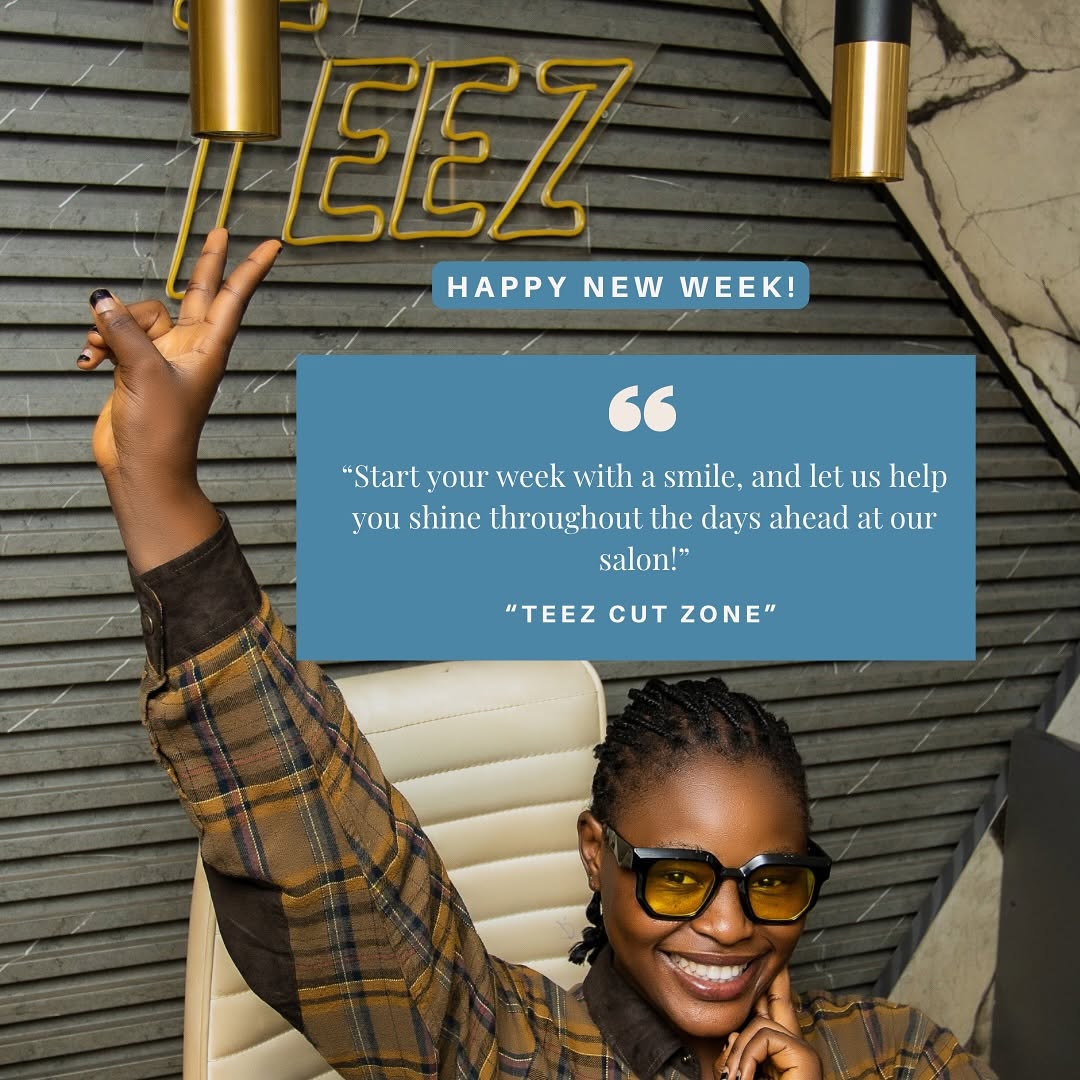 TEEZ
HAPPY NEW WEEK!
“Start your week with a smile, and let us help
you shine throughout the days ahead at our
salon!”
“TEEZ CUT ZONE”